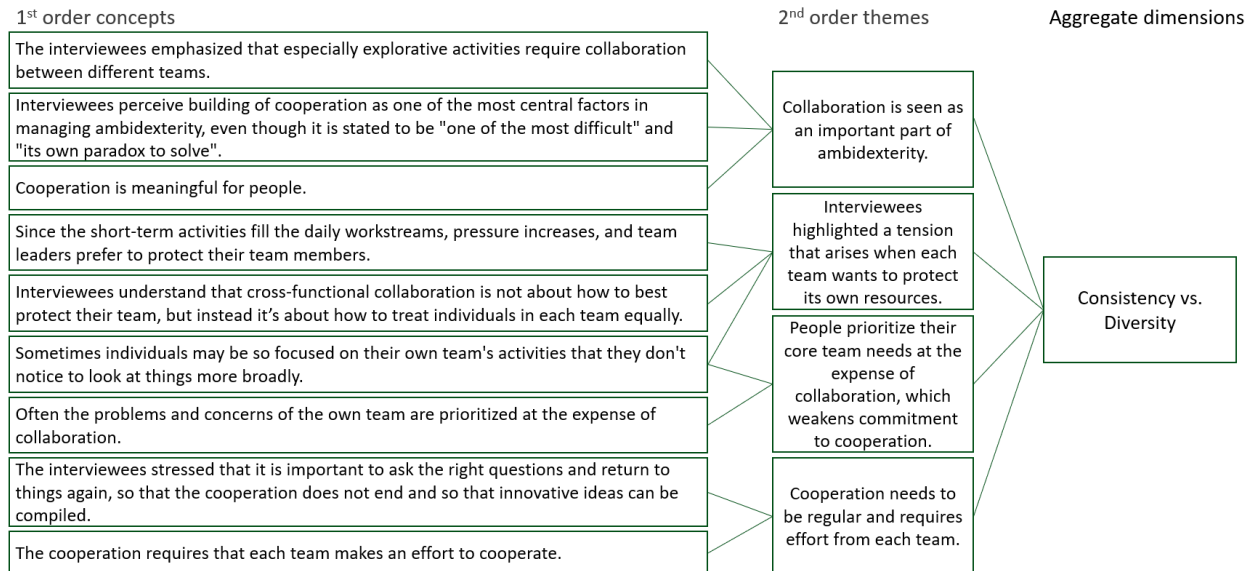 1st order concepts
2nd order themes
Aggregate dimensions
The interviewees emphasized that especially explorative activities require collaboration
between different teams.
Interviewees perceive building of cooperation as one of the most central factors in
managing ambidexterity, even though it is stated to be "one of the most difficult" and
"its own paradox to solve".
Cooperation is meaningful for people.
Since the short-term activities fill the daily workstreams, pressure increases, and team
leaders prefer to protect their team members.
Interviewees understand that cross-functional collaboration is not about how to best
protect their team, but instead it’s about how to treat individuals in each team equally.
Sometimes individuals may be so focused on their own team's activities that they don't
notice to look at things more broadly.
Often the problems and concerns of the own team are prioritized at the expense of
collaboration.
The interviewees stressed that it is important to ask the right questions and return to
things again, so that the cooperation does not end and so that innovative ideas can be
compiled.
The cooperation requires that each team makes an effort to cooperate.
Collaboration is seen as
an important part of
ambidexterity.
Interviewees
highlighted a tension
that arises when each
team wants to protect
its own resources.
People prioritize their
core team needs at the
expense of
collaboration, which
weakens commitment
to cooperation.
Cooperation needs to
be regular and requires
effort from each team.
Consistency vs.
Diversity